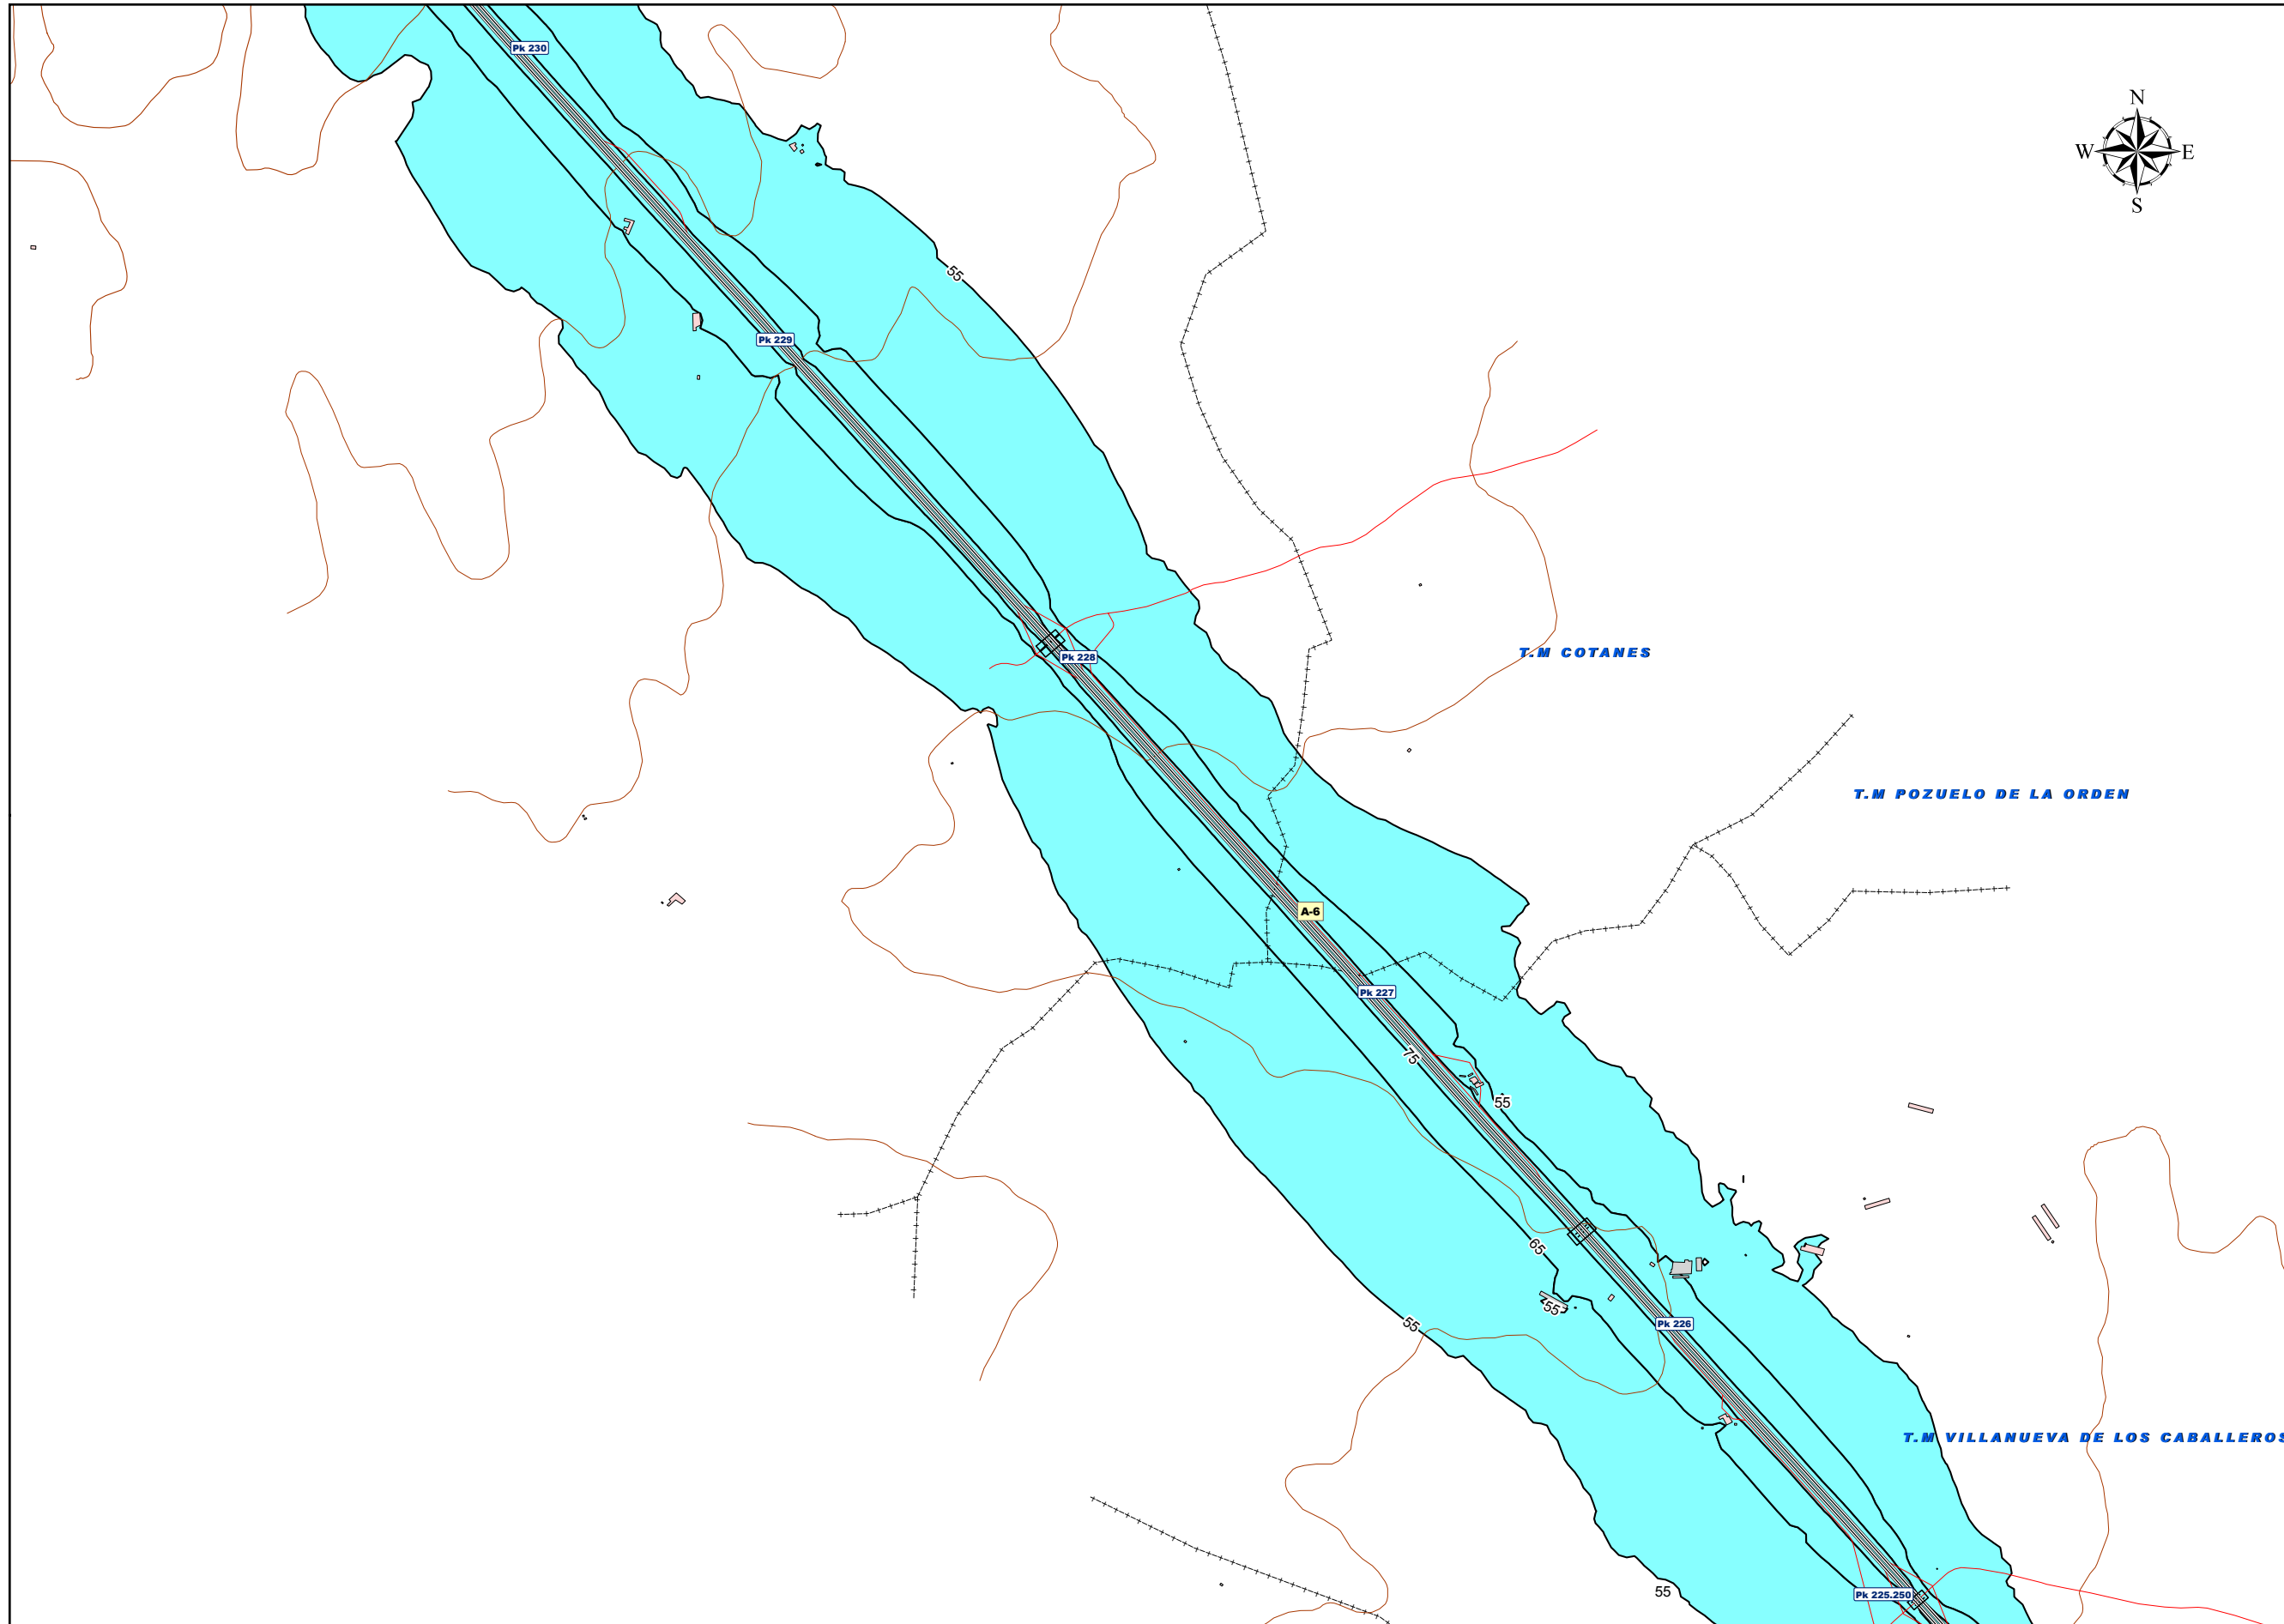 Pk 230
N
W E
S
55
Pk 229
T.M COTANES
Pk 228
T.M POZUELO DE LA ORDEN
A-6
Pk 227
75
55
65
55
55
Pk 226
T.M VILLANUEVA DE LOS CABALLEROS
55
Pk 225.250